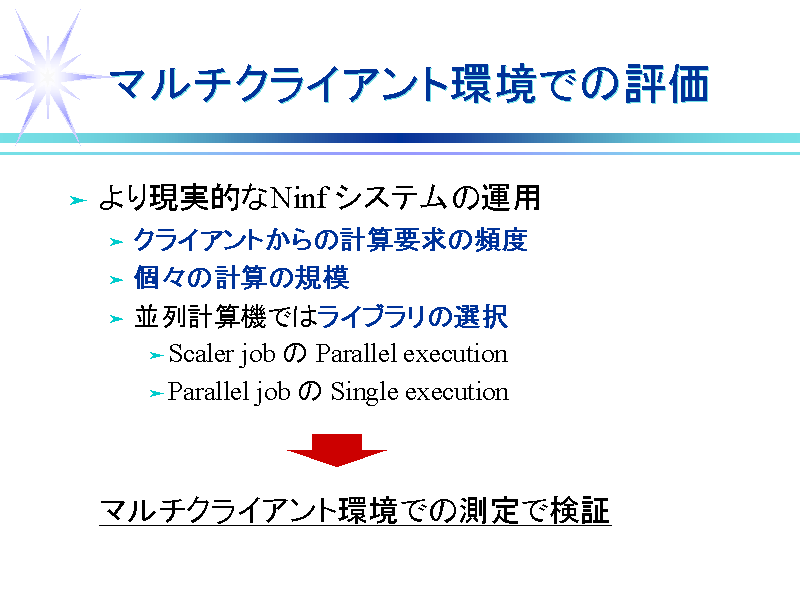 マルチクライアント環境での評価
より現実的なNinf システムの運用
クライアントからの計算要求の頻度
個々の計算の規模
並列計算機ではライブラリの選択
Scaler job の Parallel execution
Parallel job の Single execution
マルチクライアント環境での測定で検証